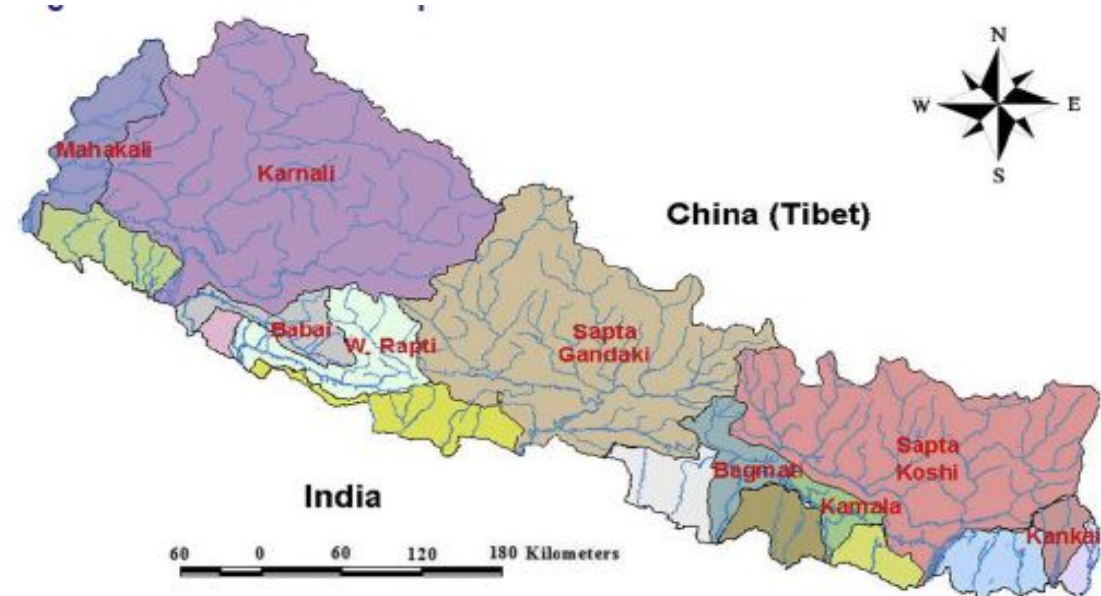 N
W
E
S
Mahakali
Karnali
China (Tibet)
Babai
W. Rapti
Sapta
Gandaki
Sapta
Koshi
Bagmati
Kamala
Kankai
India
60 0 60 120 180 Kilometers